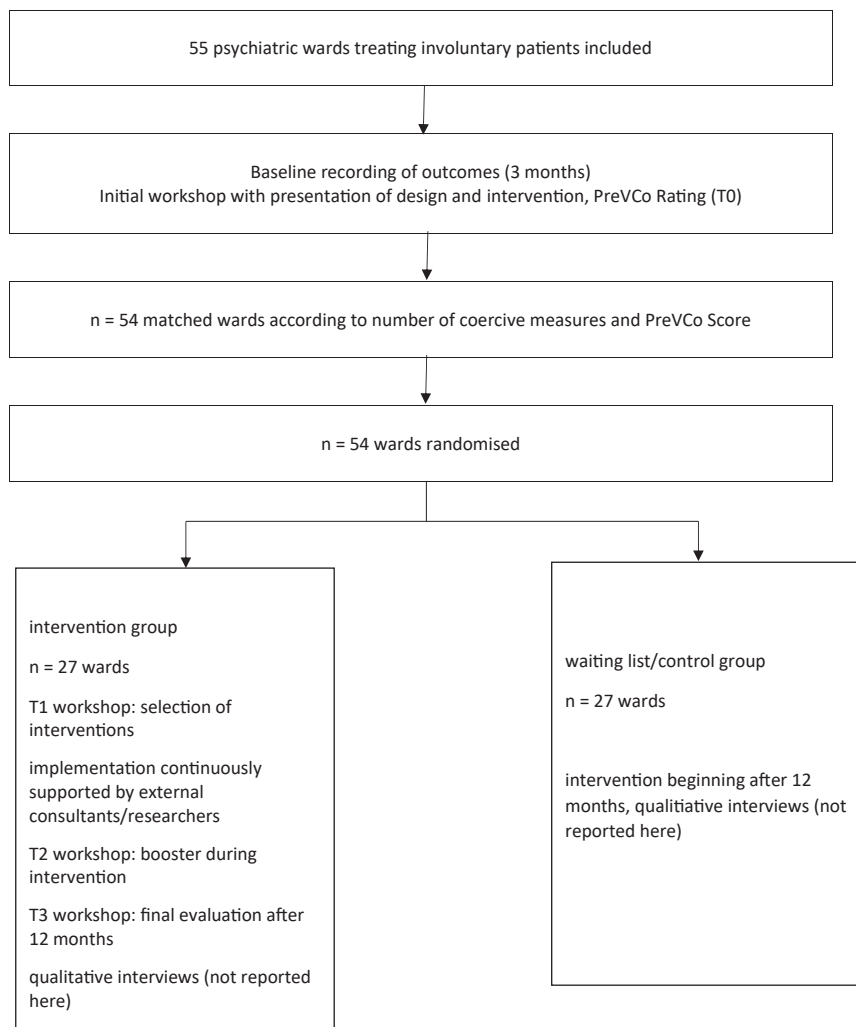 55 psychiatric wards treating involuntary patients included
Baseline recording of outcomes (3 months)
Initial workshop with presentation of design and intervention, PreVCo Rating (T0)
n = 54 matched wards according to number of coercive measures and PreVCo Score
n = 54 wards randomised
intervention group
n = 27 wards
T1 workshop: selection of
interventions
implementation continuously
supported by external
consultants/researchers
T2 workshop: booster during
intervention
T3 workshop: final evaluation after
12 months
qualitative interviews (not reported
here)
waiting list/control group
n = 27 wards
intervention beginning after 12
months, qualitiative interviews (not
reported here)